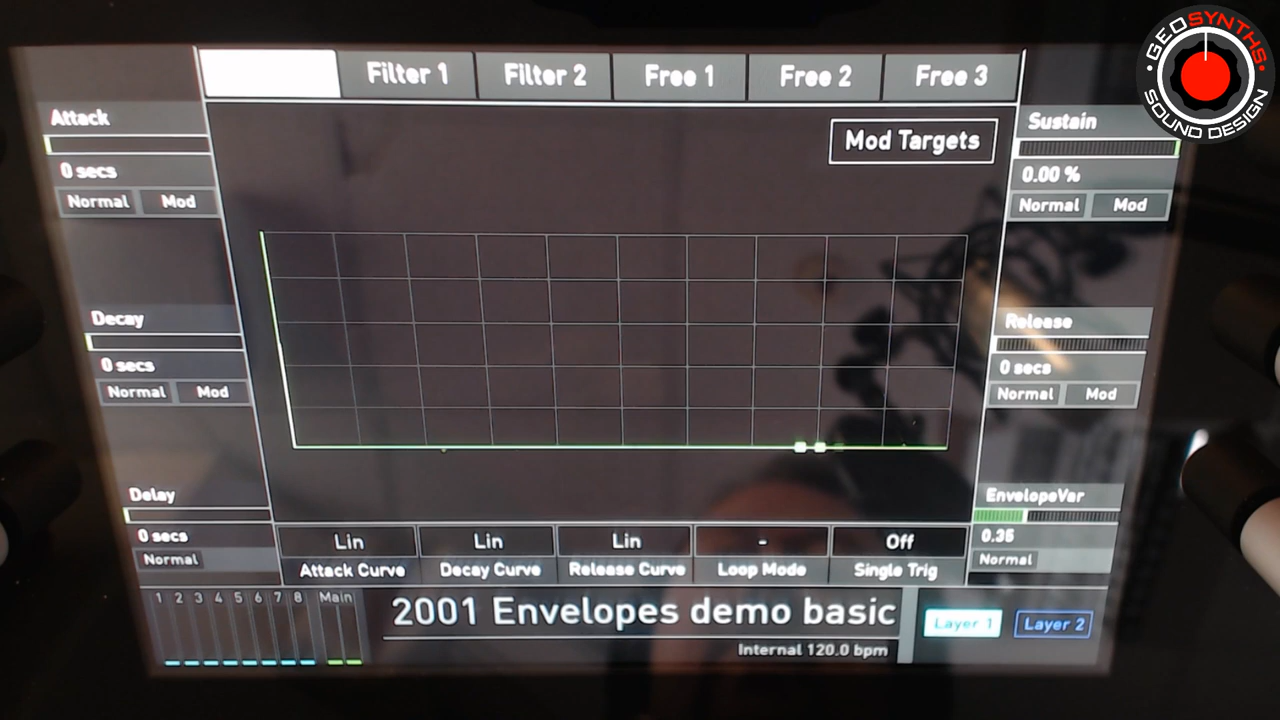 GEOSYNTHS
SOUND DESIGN
Filter 1
Filter 2
Free 1
Free 2
Free 3
Mod Targets
Attack
0 secs
Normal
Mod
Sustain
0.00 %
Normal
Mod
Decay
0 secs
Normal
Mod
Release
0 secs
Normal
Mod
Delay
0 secs
Normal
EnvelopeVar
0.35
Normal
Lin
Lin
Lin
-
Off
Attack Curve
Decay Curve
Release Curve
Loop Mode
Single Trig
1 2 3 4 5 6 7 8 Main
2001 Envelopes demo basic
Internal 120.0 bpm
Layer 1
Layer 2